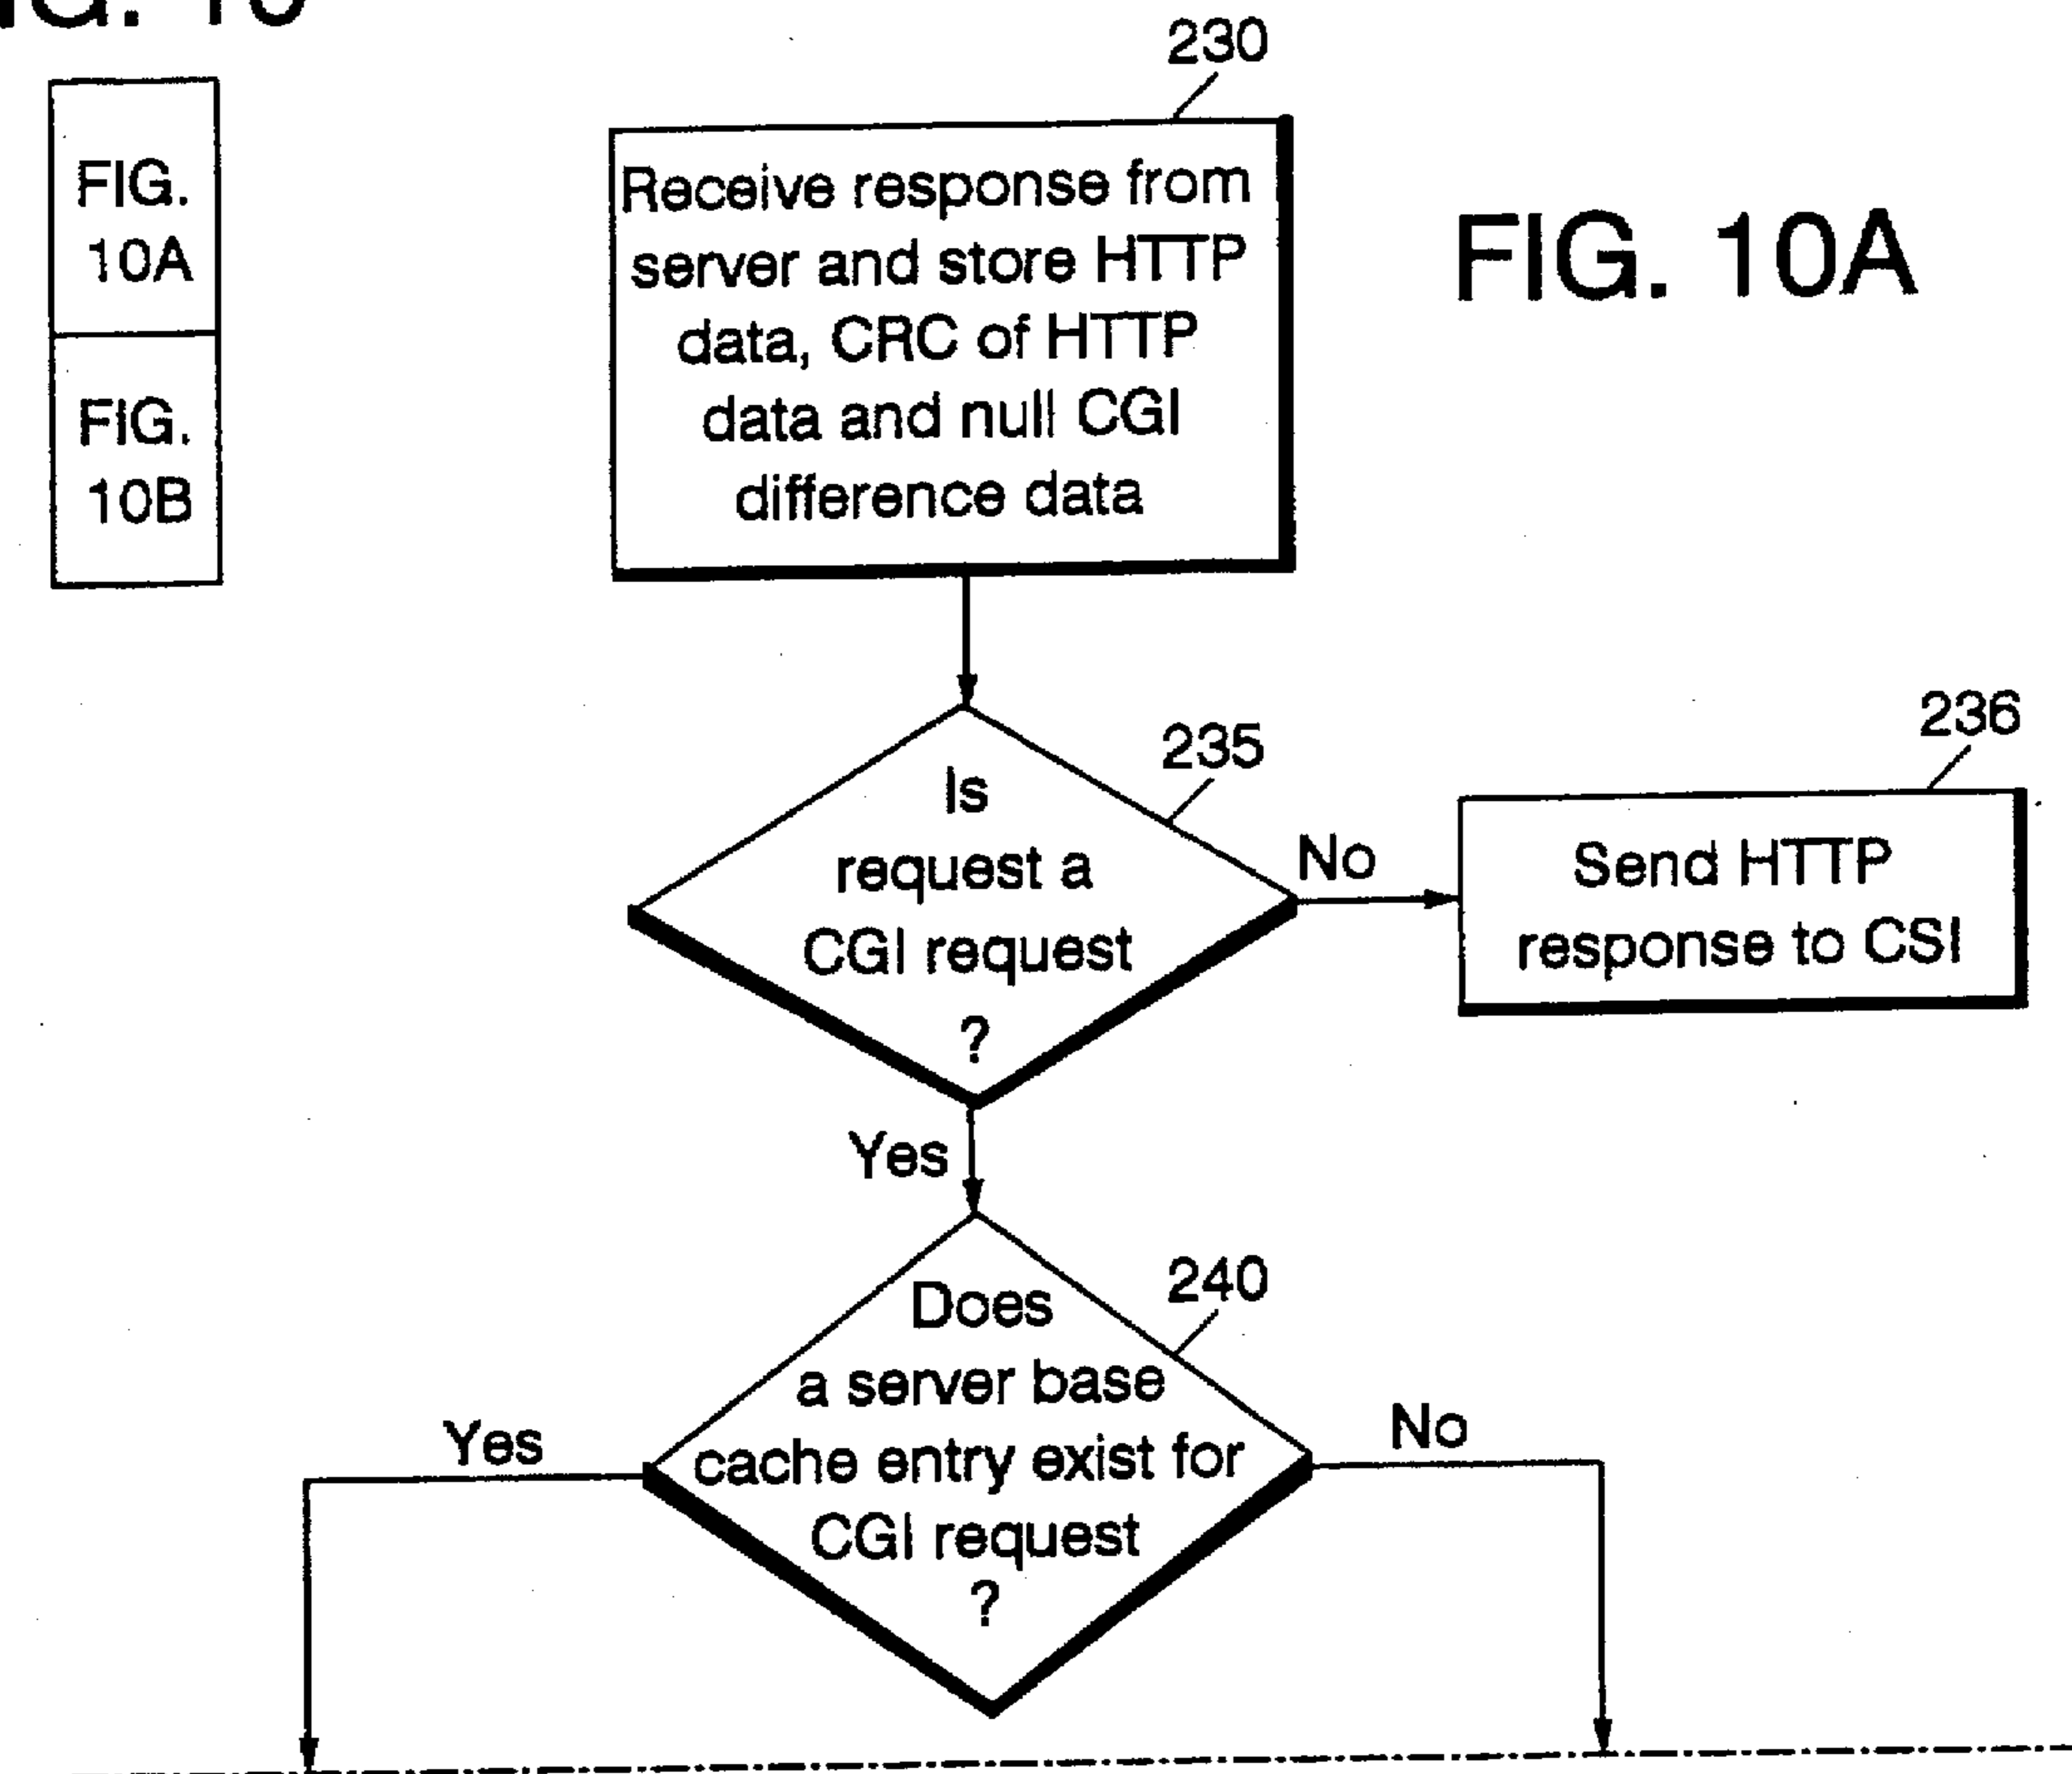 230
FIG.
10A
FIG.
10B
Receive response from
server and store HTTP
data, CRC of HTTP
data and null CGI
difference data
FIG. 10A
235
236
Is
request a
CGI request
?
No
Send HTTP
response to CSI
Yes
240
Does
a server base
cache entry exist for
CGI request
?
Yes
No